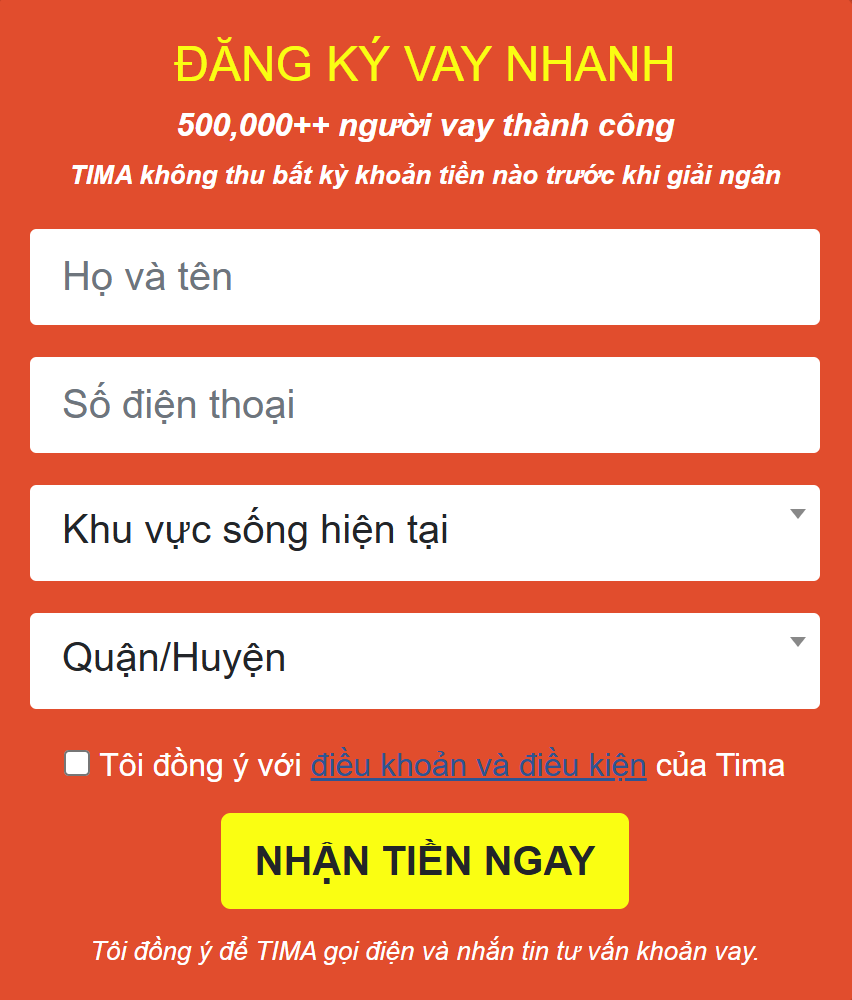 ĐĂNG KÝ VAY NHANH
500,000++ người vay thành công
TIMA không thu bất kỳ khoản tiền nào trước khi giải ngân
Họ và tên
Số điện thoại
Khu vực sống hiện tại
Quận/Huyện
Tôi đồng ý với điều khoản và điều kiện của Tima
NHẬN TIỀN NGAY
Tôi đồng ý để TIMA gọi điện và nhắn tin tư vấn khoản vay.